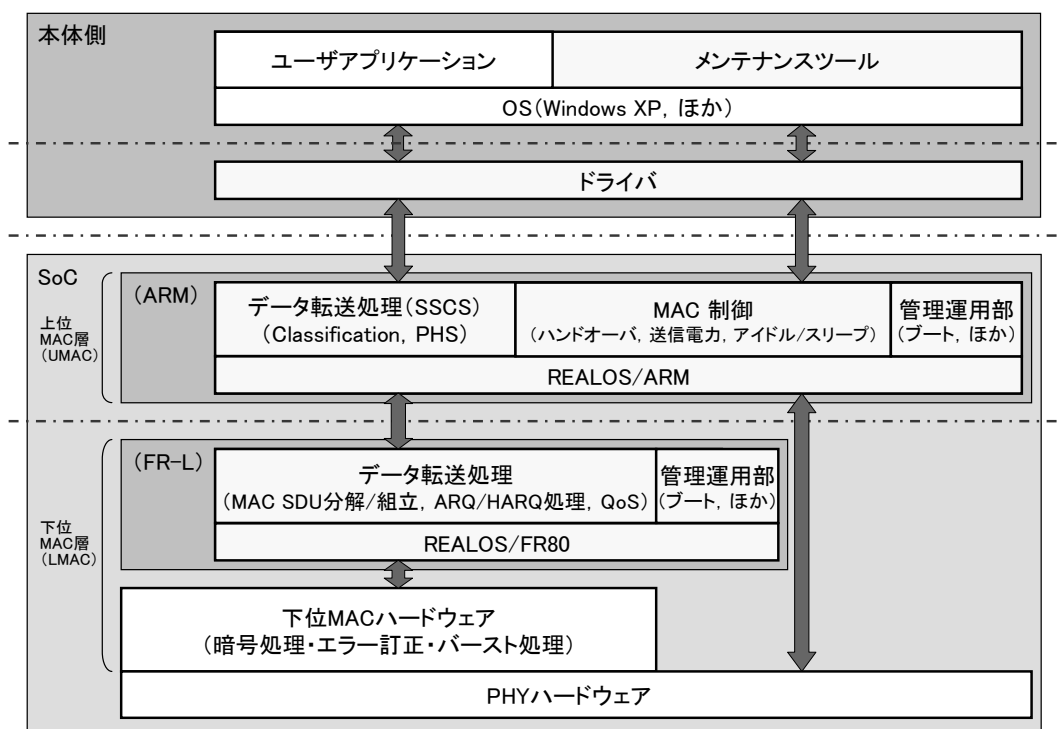 本体側
ユーザアプリケーション
メンテナンスツール
OS(Windows XP, ほか)
ドライバ
SoC
上位
MAC層
(UMAC)
(ARM)
データ転送処理(SSCS)
(Classification, PHS)
MAC 制御
(ハンドオーバ, 送信電力, アイドル/スリープ)
管理運用部
(ブート, ほか)
REALOS/ARM
下位
MAC層
(LMAC)
(FR-L)
データ転送処理
(MAC SDU分解/組立, ARQ/HARQ処理, QoS)
管理運用部
(ブート, ほか)
REALOS/FR80
下位MACハードウェア
(暗号処理・エラー訂正・バースト処理)
PHYハードウェア